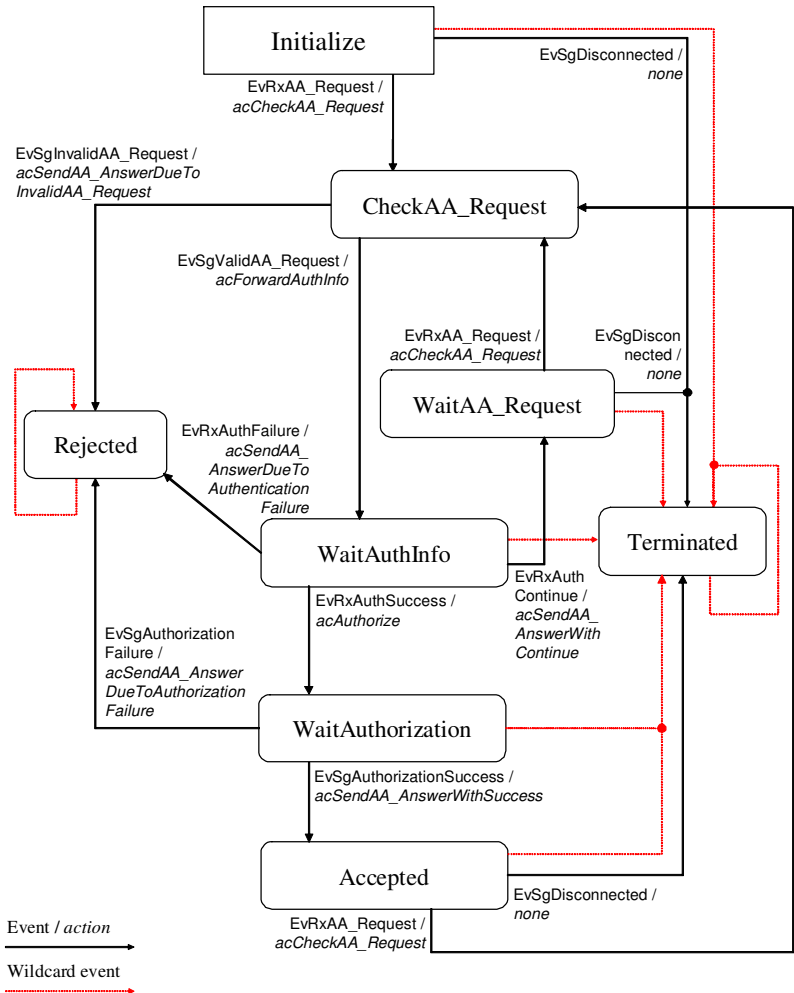 Initialize
EvSgDisconnected /
none
EvRxAA_Request /
acCheckAA_Request
EvSgInvalidAA_Request /
acSendAA_AnswerDueTo
InvalidAA_Request
CheckAA_Request
EvSgValidAA_Request /
acForwardAuthInfo
EvRxAA_Request /
acCheckAA_Request
EvSgDiscon
nected /
none
WaitAA_Request
Rejected
EvRxAuthFailure /
acSendAA_
AnswerDueTo
Authentication
Failure
WaitAuthInfo
Terminated
EvRxAuth
Continue /
acSendAA_
AnswerWith
Continue
EvRxAuthSuccess /
acAuthorize
EvSgAuthorization
Failure /
acSendAA_Answer
DueToAuthorization
Failure
WaitAuthorization
EvSgAuthorizationSuccess /
acSendAA_AnswerWithSuccess
Accepted
EvSgDisconnected /
none
EvRxAA_Request /
acCheckAA_Request
Event / action
Wildcard event